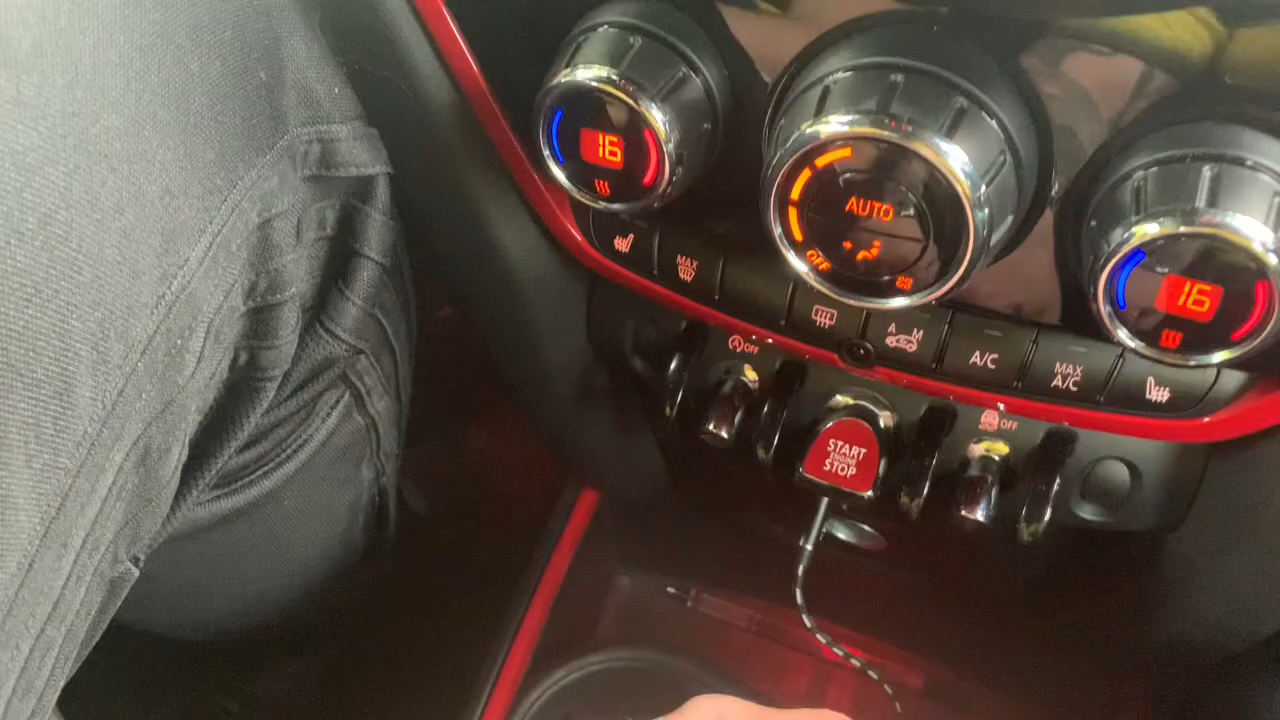 16
AUTO
OFF
16
MAX
A M
A/C
MAX
A/C
OFF
OFF
START
ENGINE
STOP